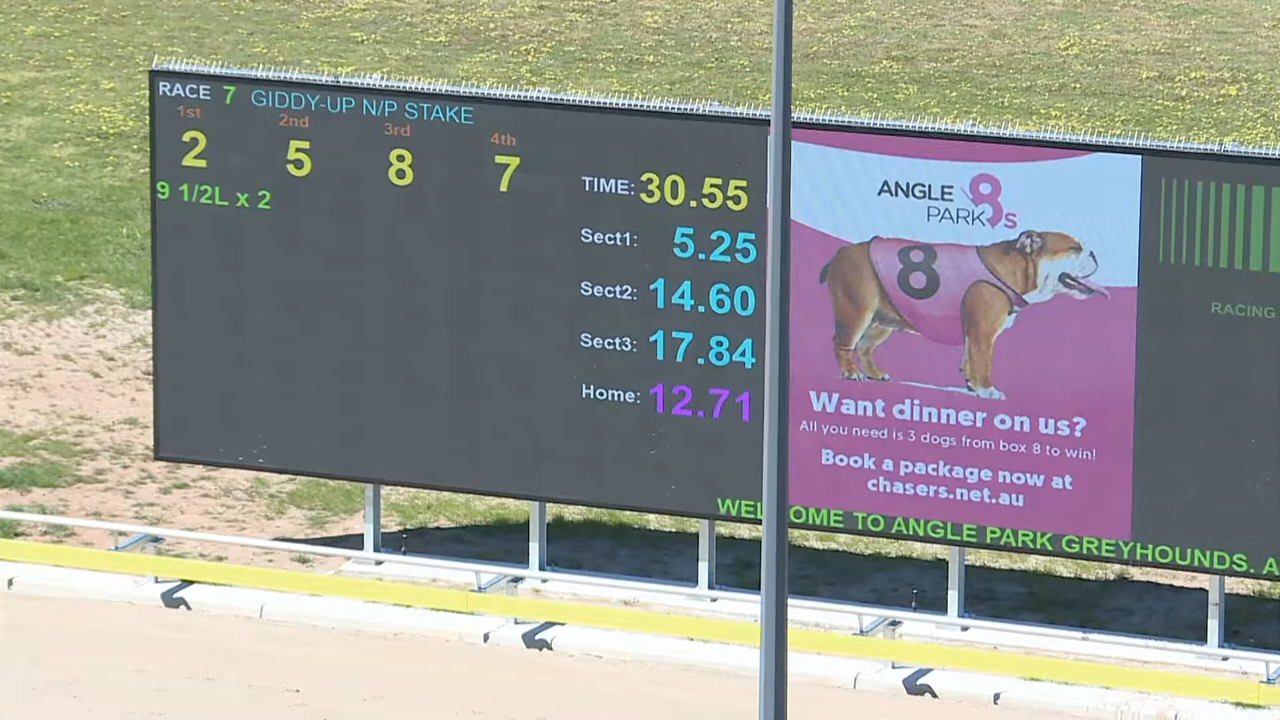 RACE 7 GIDDY-UP N/P STAKE
1st 2nd 3rd 4th
2 5 8 7
9 1/2L x 2
TIME: 30.55
Sect1: 5.25
Sect2: 14.60
Sect3: 17.84
Home: 12.71
ANGLE
PARK 8s
8
Want dinner on us?
All you need is 3 dogs from box 8 to win!
Book a package now at
chasers.net.au
RACING
WELCOME TO ANGLE PARK GREYHOUNDS. A